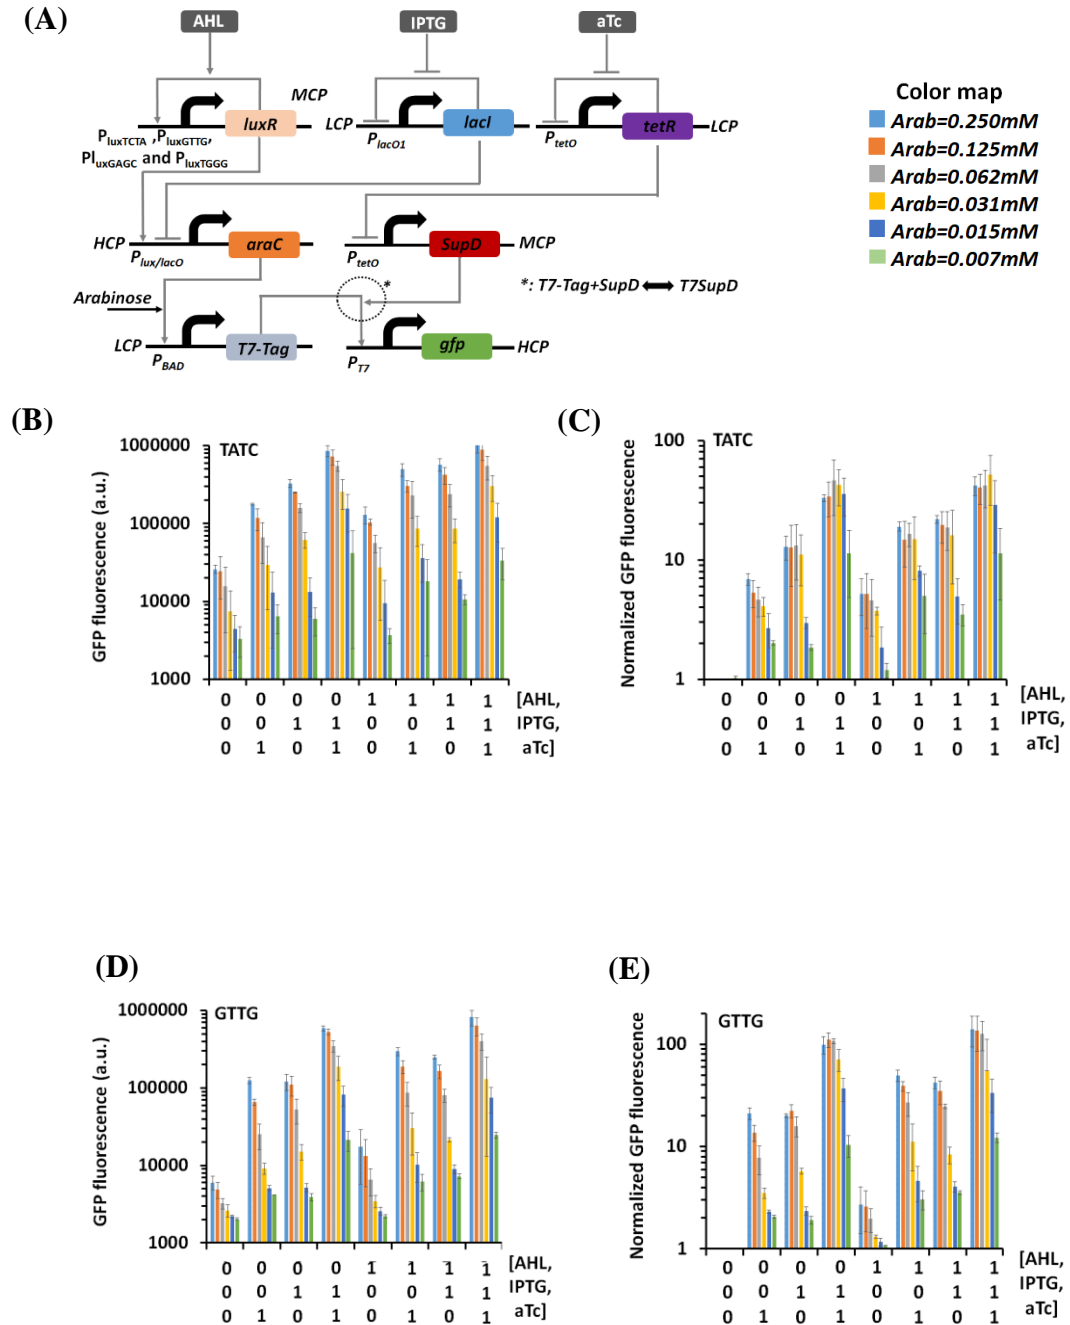 (A)
AHL
IPTG
aTc
MCP
luxR
LCP
lacI
tetR
LCP
PluxTCTA ,PluxGTTG,
PluxGAGC and PluxTGGG
PlacO1
PtetO
HCP
araC
SupD
MCP
Plux/lacO
PtetO
*
*: T7-Tag+SupD T7SupD
Arabinose
LCP
T7-Tag
gfp
HCP
PBAD
PT7
Color map
Arab=0.250mM
Arab=0.125mM
Arab=0.062mM
Arab=0.031mM
Arab=0.015mM
Arab=0.007mM
(B)
TATC
GFP fluorescence (a.u.)
1000000
100000
10000
1000
0 0 0 0 1 1 1 1 [AHL,
0 0 1 1 0 0 1 1 IPTG,
0 1 0 1 0 1 0 1 aTc]
(C)
TATC
Normalized GFP fluorescence
100
10
1
0 0 0 0 1 1 1 1 [AHL,
0 0 1 1 0 0 1 1 IPTG,
0 1 0 1 0 1 0 1 aTc]
(D)
GTTG
GFP fluorescence (a.u.)
1000000
100000
10000
1000
0 0 0 0 1 1 1 1 [AHL,
0 0 1 1 0 0 1 1 IPTG,
0 1 0 1 0 1 0 1 aTc]
(E)
GTTG
Normalized GFP fluorescence
100
10
1
0 0 0 0 1 1 1 1 [AHL,
0 0 1 1 0 0 1 1 IPTG,
0 1 0 1 0 1 0 1 aTc]